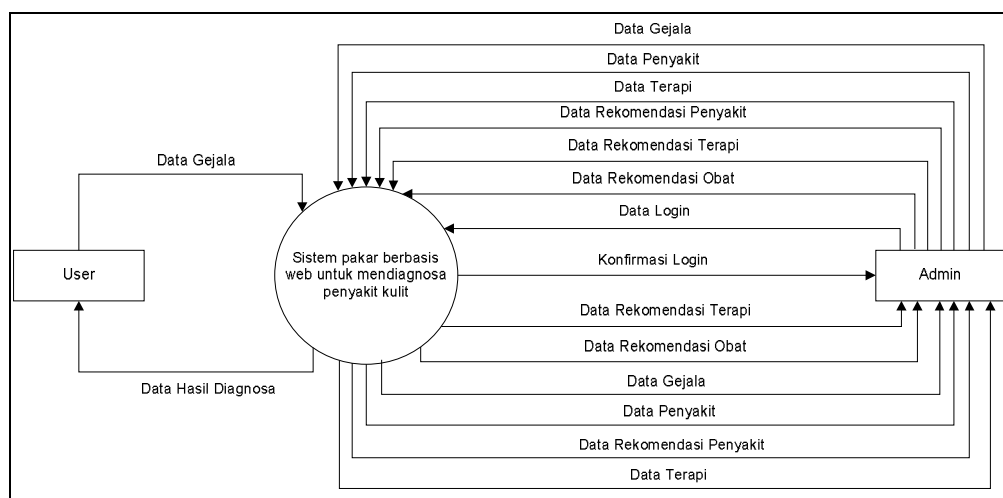 Data Gejala
Data Penyakit
Data Terapi
Data Rekomendasi Penyakit
Data Rekomendasi Terapi
Data Rekomendasi Obat
Data Login
Data Gejala
User
Sistem pakar berbasis
web untuk mendiagnosa
penyakit kulit
Konfirmasi Login
Admin
Data Rekomendasi Terapi
Data Rekomendasi Obat
Data Hasil Diagnosa
Data Gejala
Data Penyakit
Data Rekomendasi Penyakit
Data Terapi